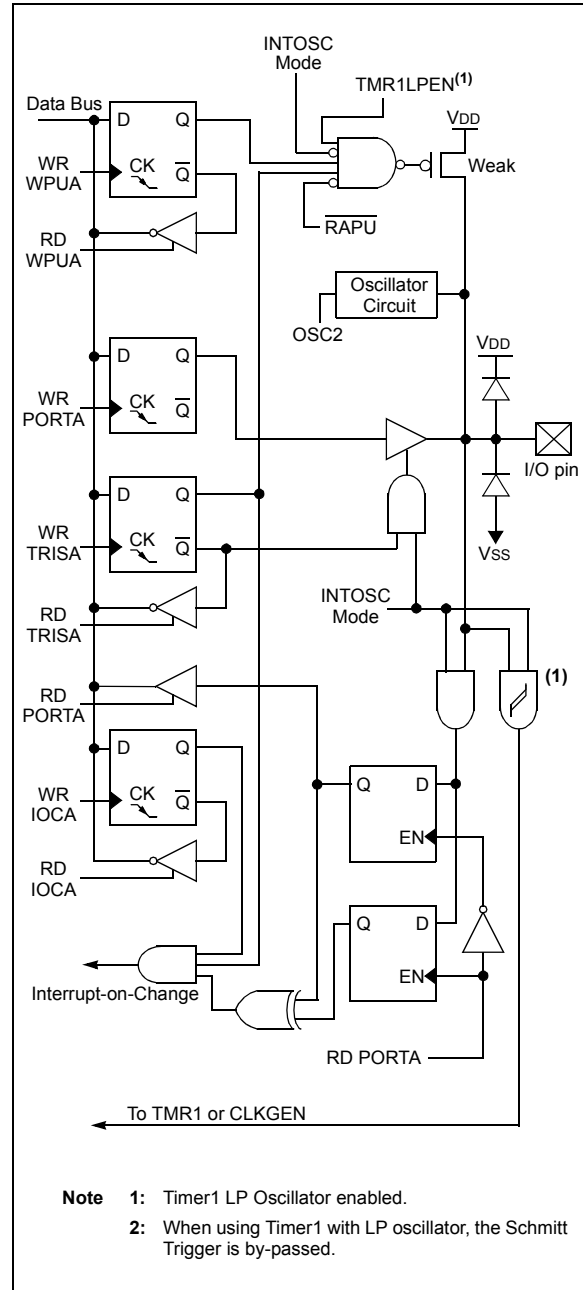 INTOSC
Mode
TMR1LPEN(1)
Data Bus
D Q
VDD
WR
WPUA
CK Q
Weak
RD
WPUA
RAPU
Oscillator
Circuit
OSC2
VDD
D Q
WR
PORTA
CK Q
I/O pin
D Q
WR
TRISA
CK Q
VSS
INTOSC
Mode
RD
TRISA
(1)
RD
PORTA
D Q
Q D
WR
IOCA
CK Q
EN
RD
IOCA
Q D
Interrupt-on-Change
EN
RD PORTA
To TMR1 or CLKGEN
Note 1: Timer1 LP Oscillator enabled.
2: When using Timer1 with LP oscillator, the Schmitt
Trigger is by-passed.